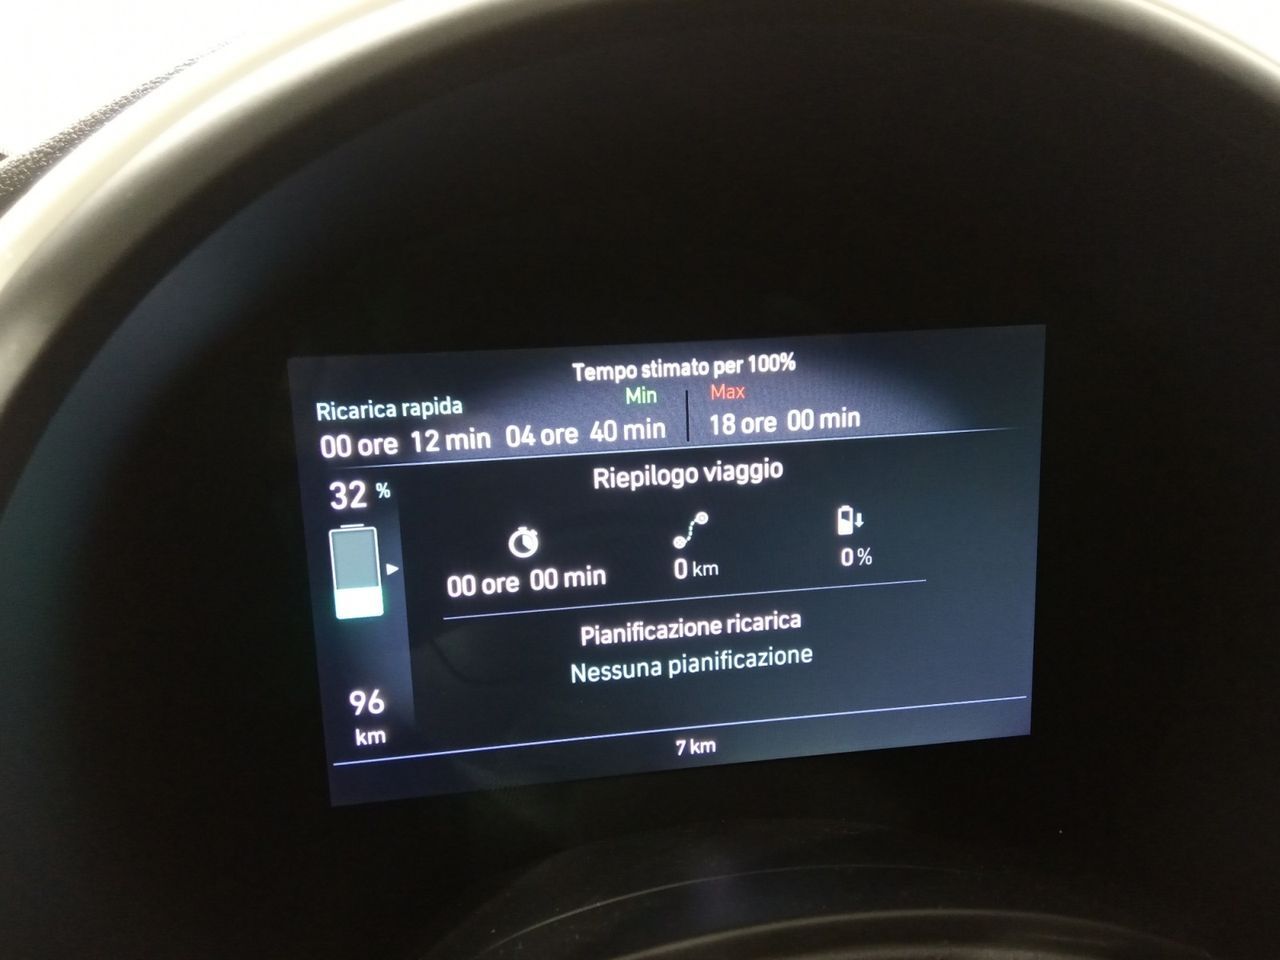 Tempo stimato per 100%
Ricarica rapida Min Max
00 ore 12 min 04 ore 40 min 18 ore 00 min
32 %
Riepilogo viaggio
00 ore 00 min 0 km 0%
Pianificazione ricarica
Nessuna pianificazione
96
km
7 km